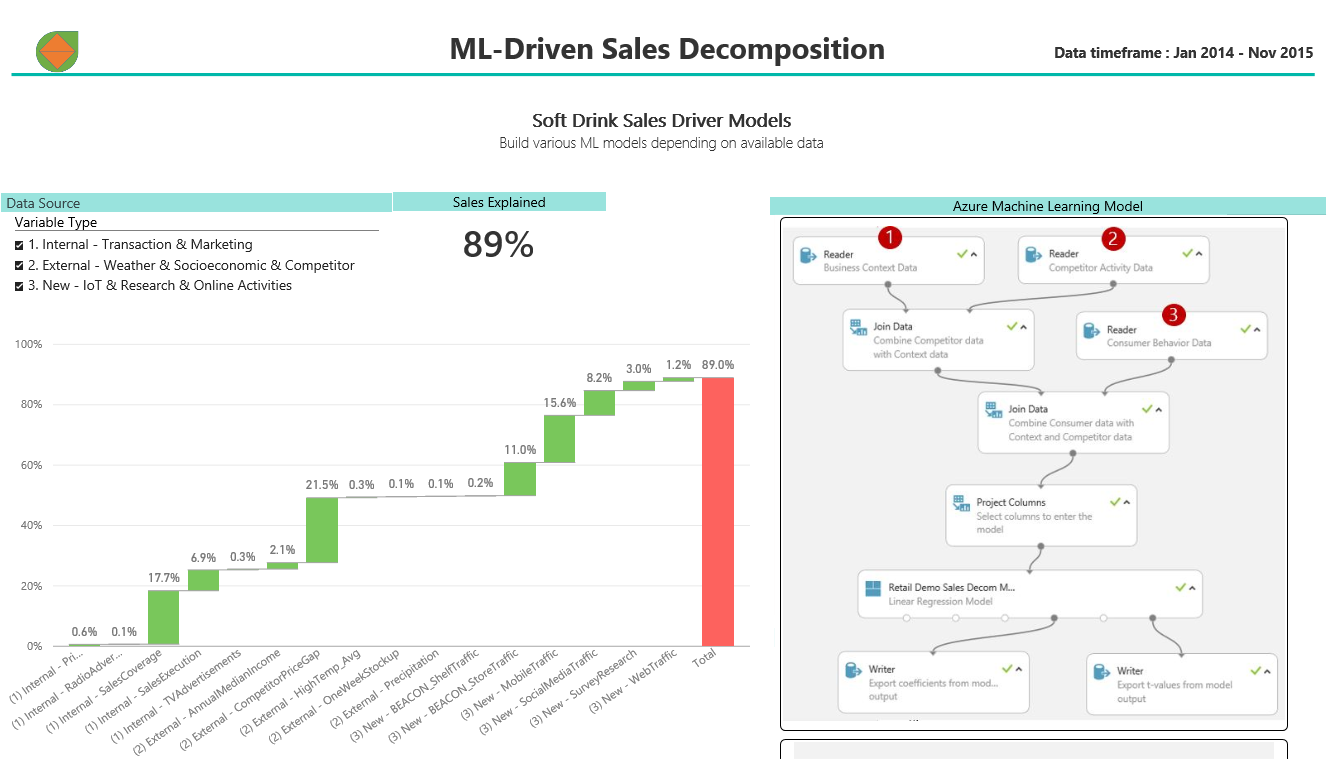 ML-Driven Sales Decomposition
Data timeframe : Jan 2014 - Nov 2015
Soft Drink Sales Driver Models
Build various ML models depending on available data
Data Source
Variable Type
1. Internal - Transaction & Marketing
2. External - Weather & Socioeconomic & Competitor
3. New - IoT & Research & Online Activities
Sales Explained
89%
100%
80%
60%
40%
20%
0%
0.6%
0.1%
17.7%
6.9%
0.3%
2.1%
21.5%
0.3%
0.1%
0.1%
0.2%
11.0%
15.6%
8.2%
3.0%
1.2%
89.0%
(1) Internal - Pri...
(1) Internal - RadioAdver...
(1) Internal - SalesCoverage
(1) Internal - SalesExecution
(1) Internal - TVAdvertisements
(2) External - AnnualMedianIncome
(2) External - CompetitorPriceGap
(2) External - HighTemp_Avg
(2) External - OneWeekStockup
(2) External - Precipitation
(3) New - BEACON_ShelfTraffic
(3) New - BEACON_StoreTraffic
(3) New - MobileTraffic
(3) New - SocialMediaTraffic
(3) New - SurveyResearch
(3) New - WebTraffic
Total
Azure Machine Learning Model
1
Reader
Business Context Data
2
Reader
Competitor Activity Data
Join Data
Combine Competitor data
with Context data
3
Reader
Consumer Behavior Data
Join Data
Combine Consumer data with
Context and Competitor data
Project Columns
Select columns to enter the
model
Retail Demo Sales Decom M...
Linear Regression Model
Writer
Export coefficients from mod...
output
Writer
Export t-values from model
output